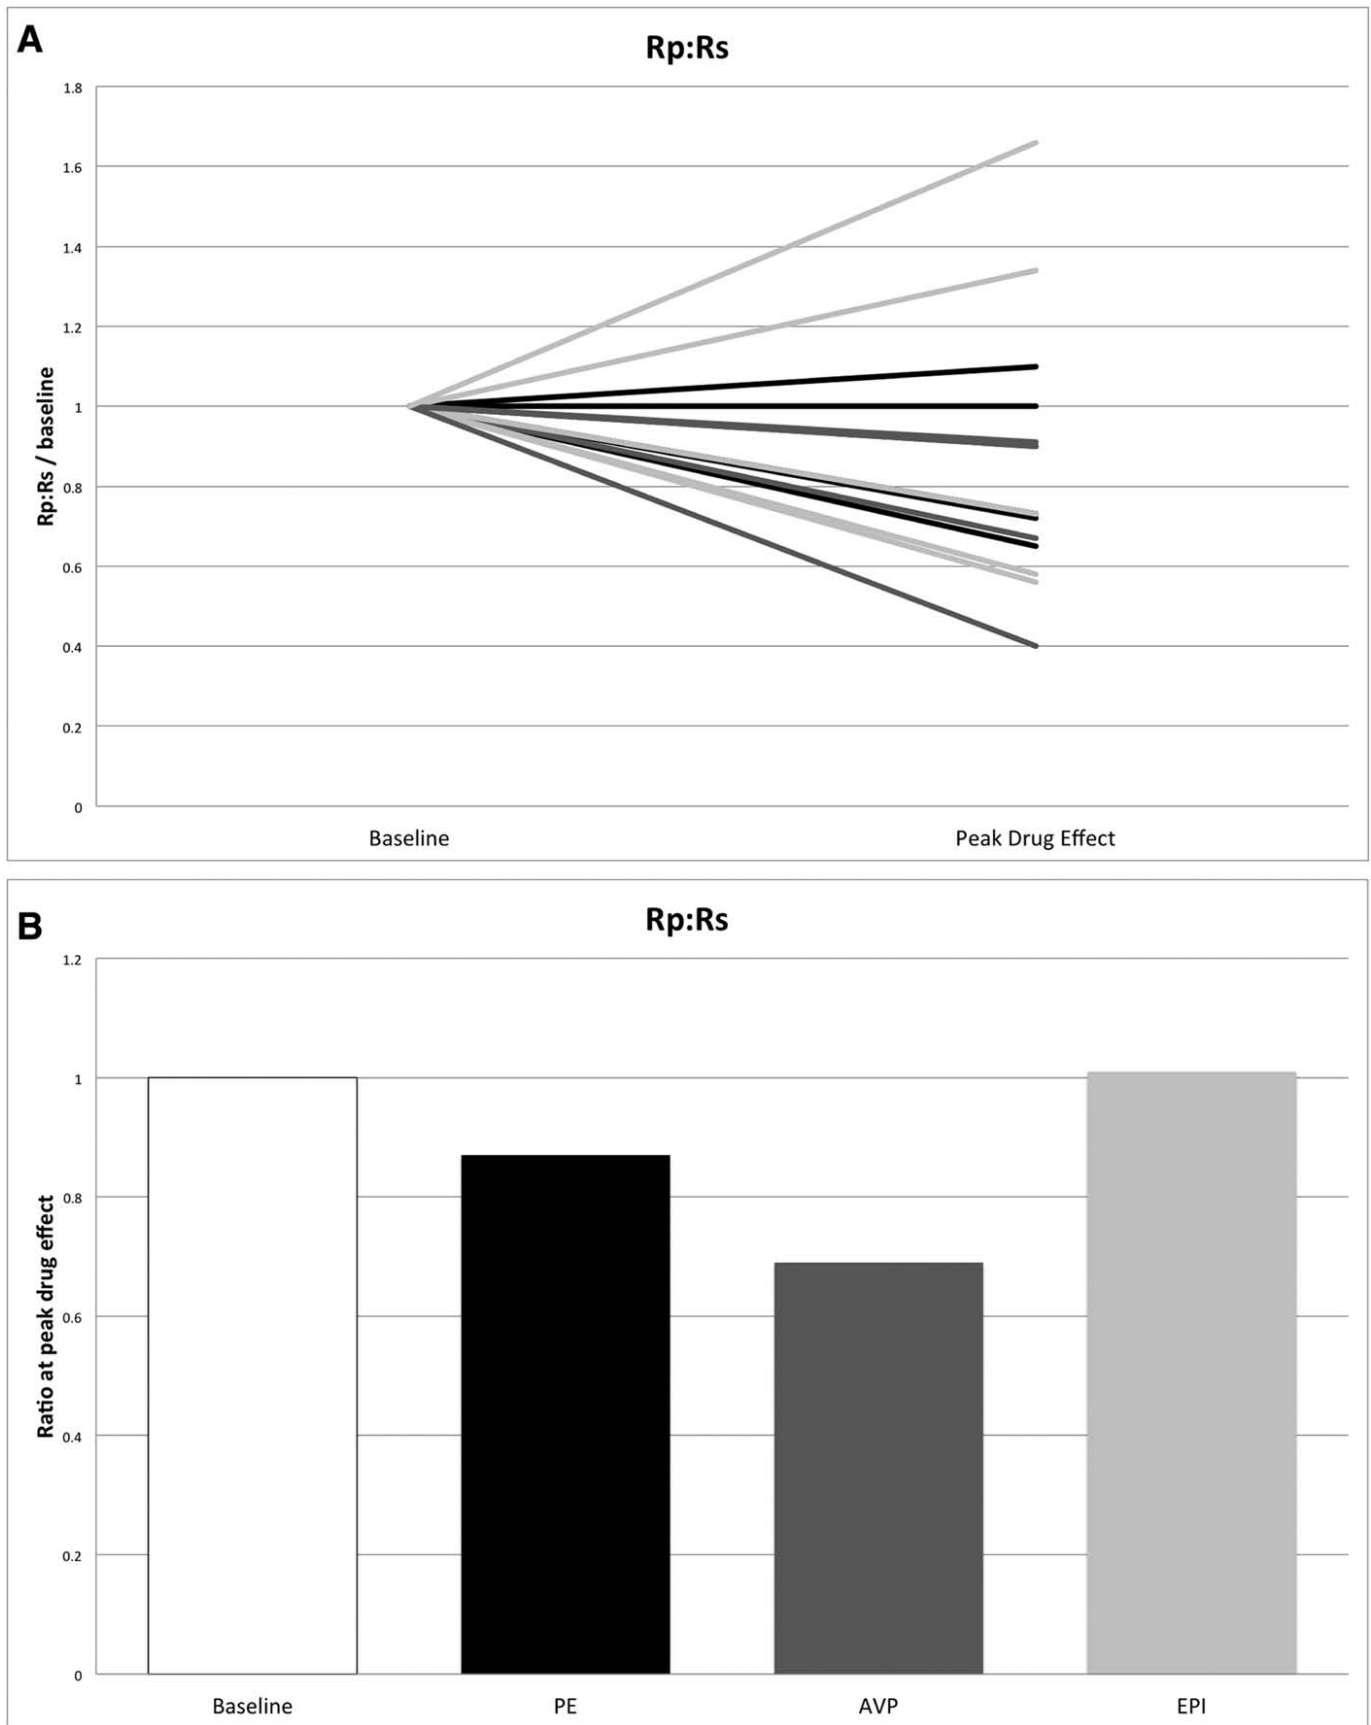 A
Rp:Rs
1.8
1.6
1.4
1.2
1
0.8
0.6
0.4
0.2
0
Rp:Rs / baseline
Baseline Peak Drug Effect
B
Rp:Rs
1.2
1
0.8
0.6
0.4
0.2
0
Ratio at peak drug effect
Baseline PE AVP EPI